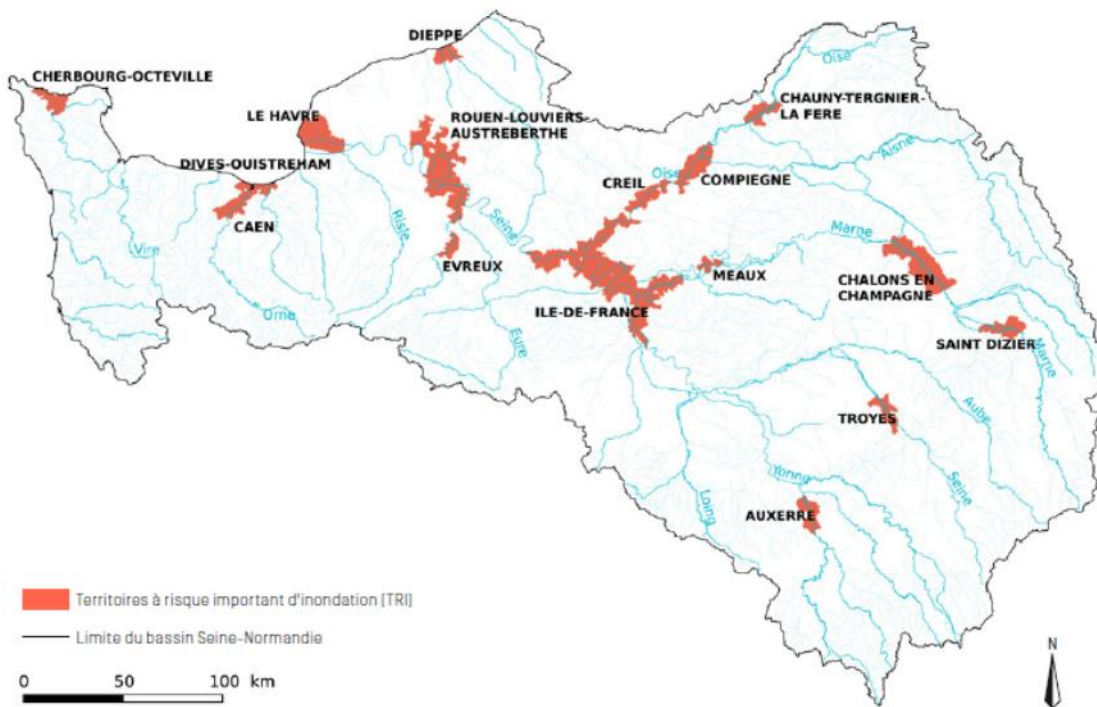 DIEPPE
Oise
CHERBOURG-OCTEVILLE
CHAUNY-TERGNIER-
LA FERE
LE HAVRE
ROUEN-LOUVIERS-
AUSTREBERTHE
Aisne
DIVES-OUISTREHAM
Oise
CREIL
COMPIEGNE
CAEN
Risle
Seine
Marne
Vire
EVREUX
MEAUX
CHALONS EN
CHAMPAGNE
Orne
ILE-DE-FRANCE
Eure
SAINT DIZIER
Marne
Aube
TROYES
Yonne
Seine
Loing
AUXERRE
Territoires à risque important d'inondation (TRI)
Limite du bassin Seine-Normandie
0 50 100 km
N